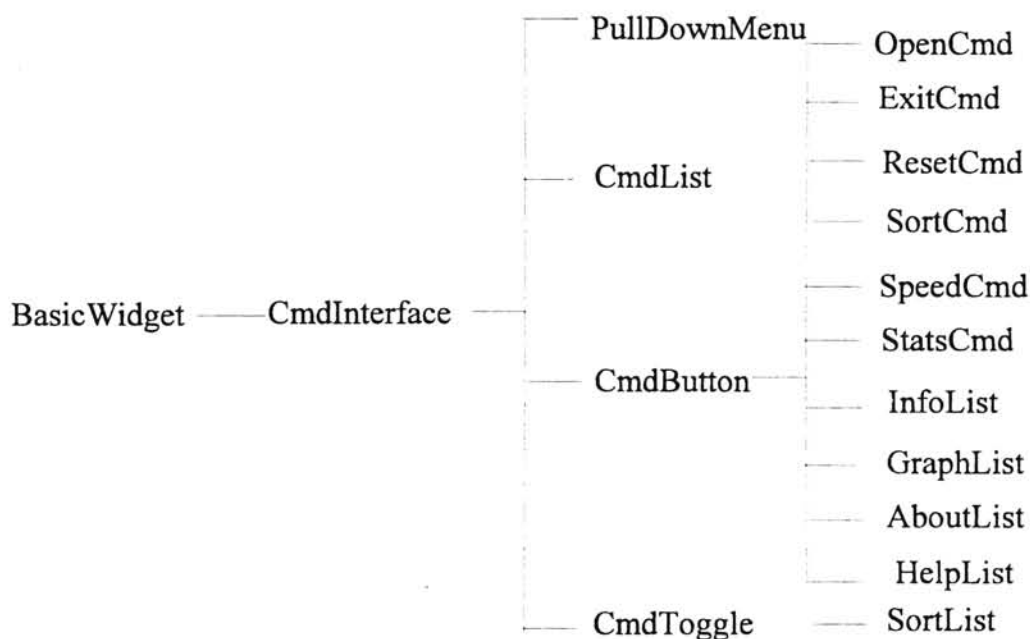 PullDownMenu
OpenCmd
ExitCmd
CmdList
ResetCmd
SortCmd
BasicWidget
CmdInterface
SpeedCmd
StatsCmd
CmdButton
InfoList
GraphList
AboutList
HelpList
CmdToggle
SortList